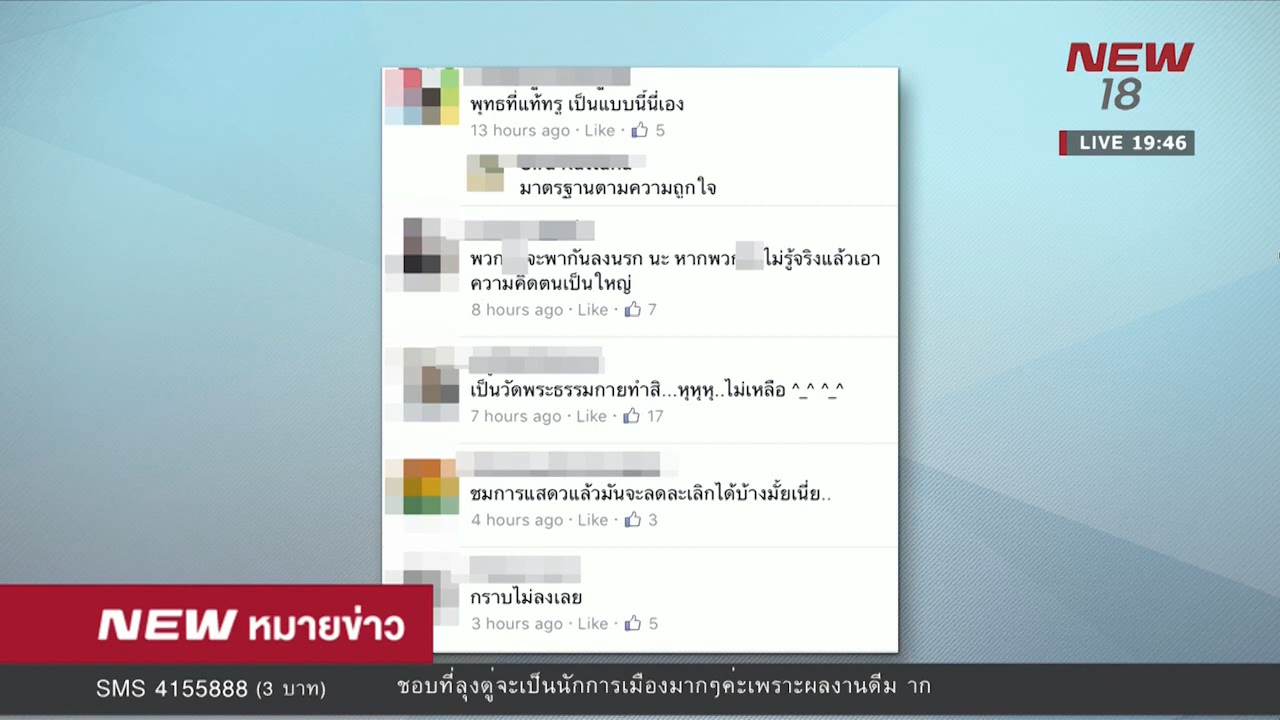 NEW
18
LIVE 19:46
พุทธที่แท้ทรู เป็นแบบนี้นี่เอง
13 hours ago · Like · 5
มาตรฐานตามความถูกใจ
พวก จะพากันลงนรก นะ หากพวก ไม่รู้จริงแล้วเอา
ความคิดตนเป็นใหญ่
8 hours ago · Like · 7
เป็นวัดพระธรรมกายทำสิ...หุหุหุ..ไม่เหลือ ^_^ ^_^
7 hours ago · Like · 17
ชมการแสดวแล้วมันจะลดละเลิกได้บ้างมั้ยเนี่ย..
4 hours ago · Like · 3
กราบไม่ลงเลย
3 hours ago · Like · 5
NEW หมายข่าว
SMS 4155888 (3 บาท) ชอบที่ลุงตู่จะเป็นนักการเมืองมากๆค่ะเพราะผลงานดีม าก